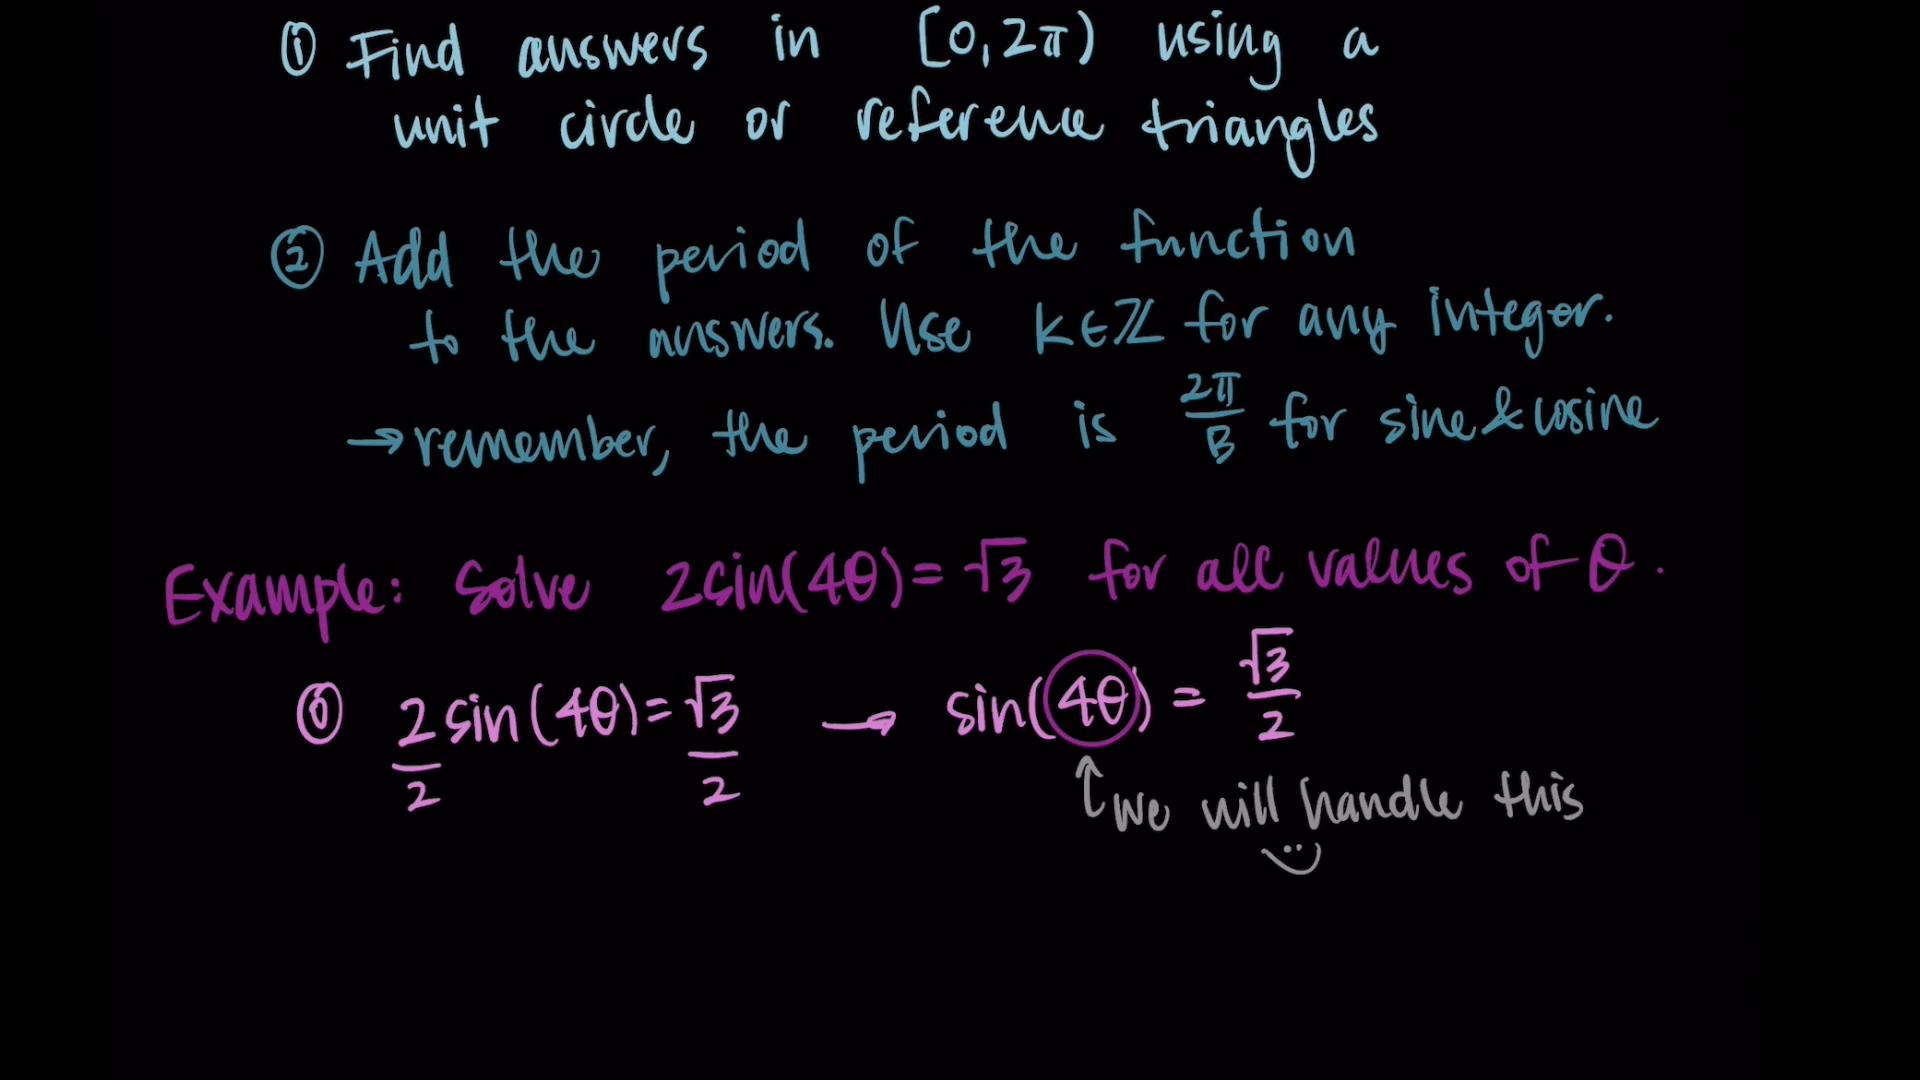 ① Find answers in [0,2π) using a
unit circle or reference triangles
② Add the period of the function
to the answers. Use k∈ℤ for any integer.
→ remember, the period is 2π/B for sine & cosine
Example: Solve 2sin(4θ)=√3 for all values of θ.
⓪ 2sin(4θ)/2=√3/2 → sin(4θ) = √3/2
↑ we will handle this